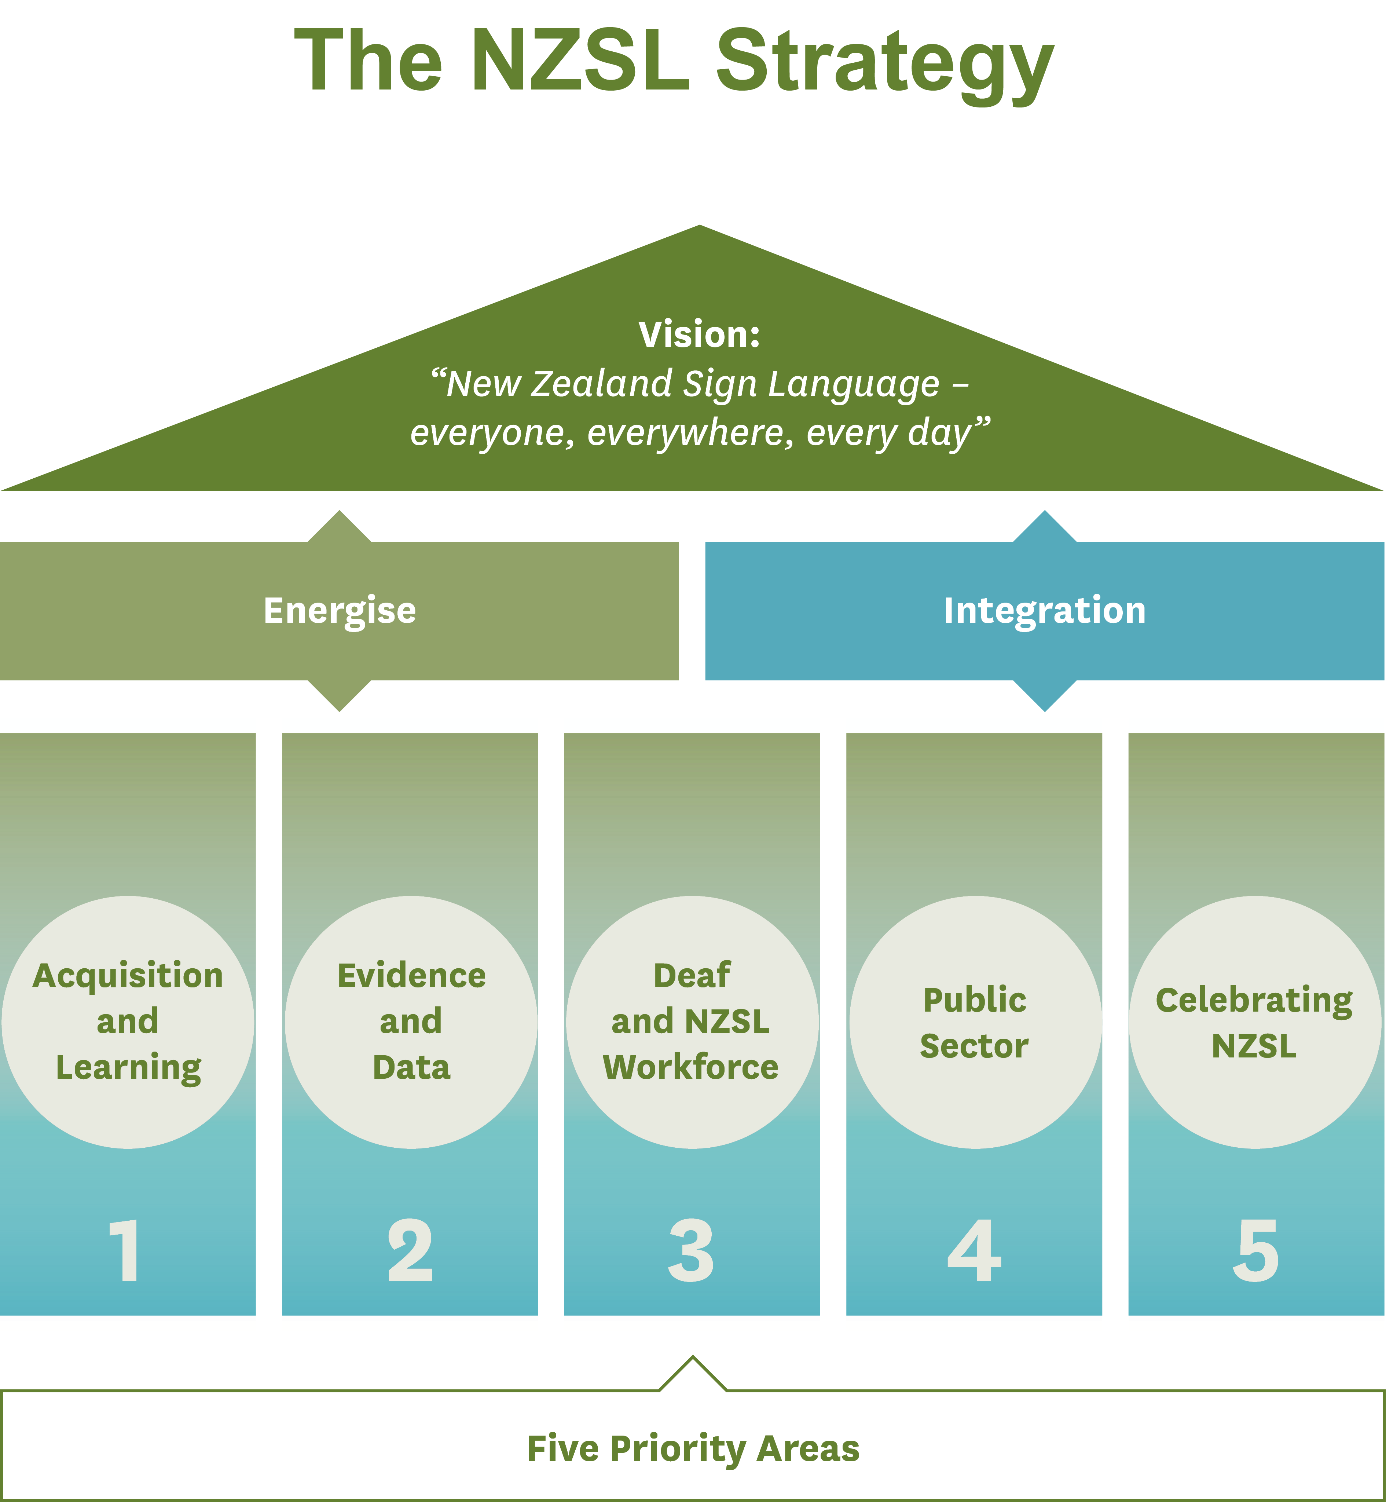 The NZSL Strategy
Vision:
“New Zealand Sign Language –
everyone, everywhere, every day”
Energise
Integration
Acquisition
and
Learning
1
Evidence
and
Data
2
Deaf
and NZSL
Workforce
3
Public
Sector
4
Celebrating
NZSL
5
Five Priority Areas